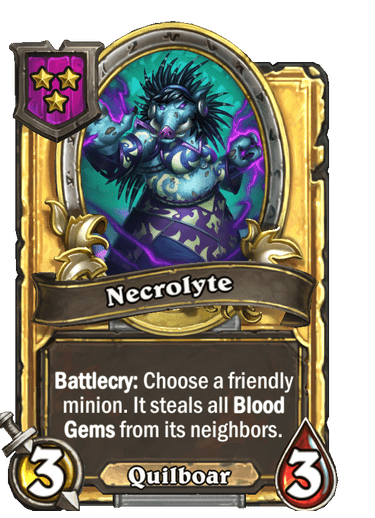 Necrolyte
Battlecry: Choose a friendly
minion. It steals all Blood
Gems from its neighbors.
3
Quilboar
3